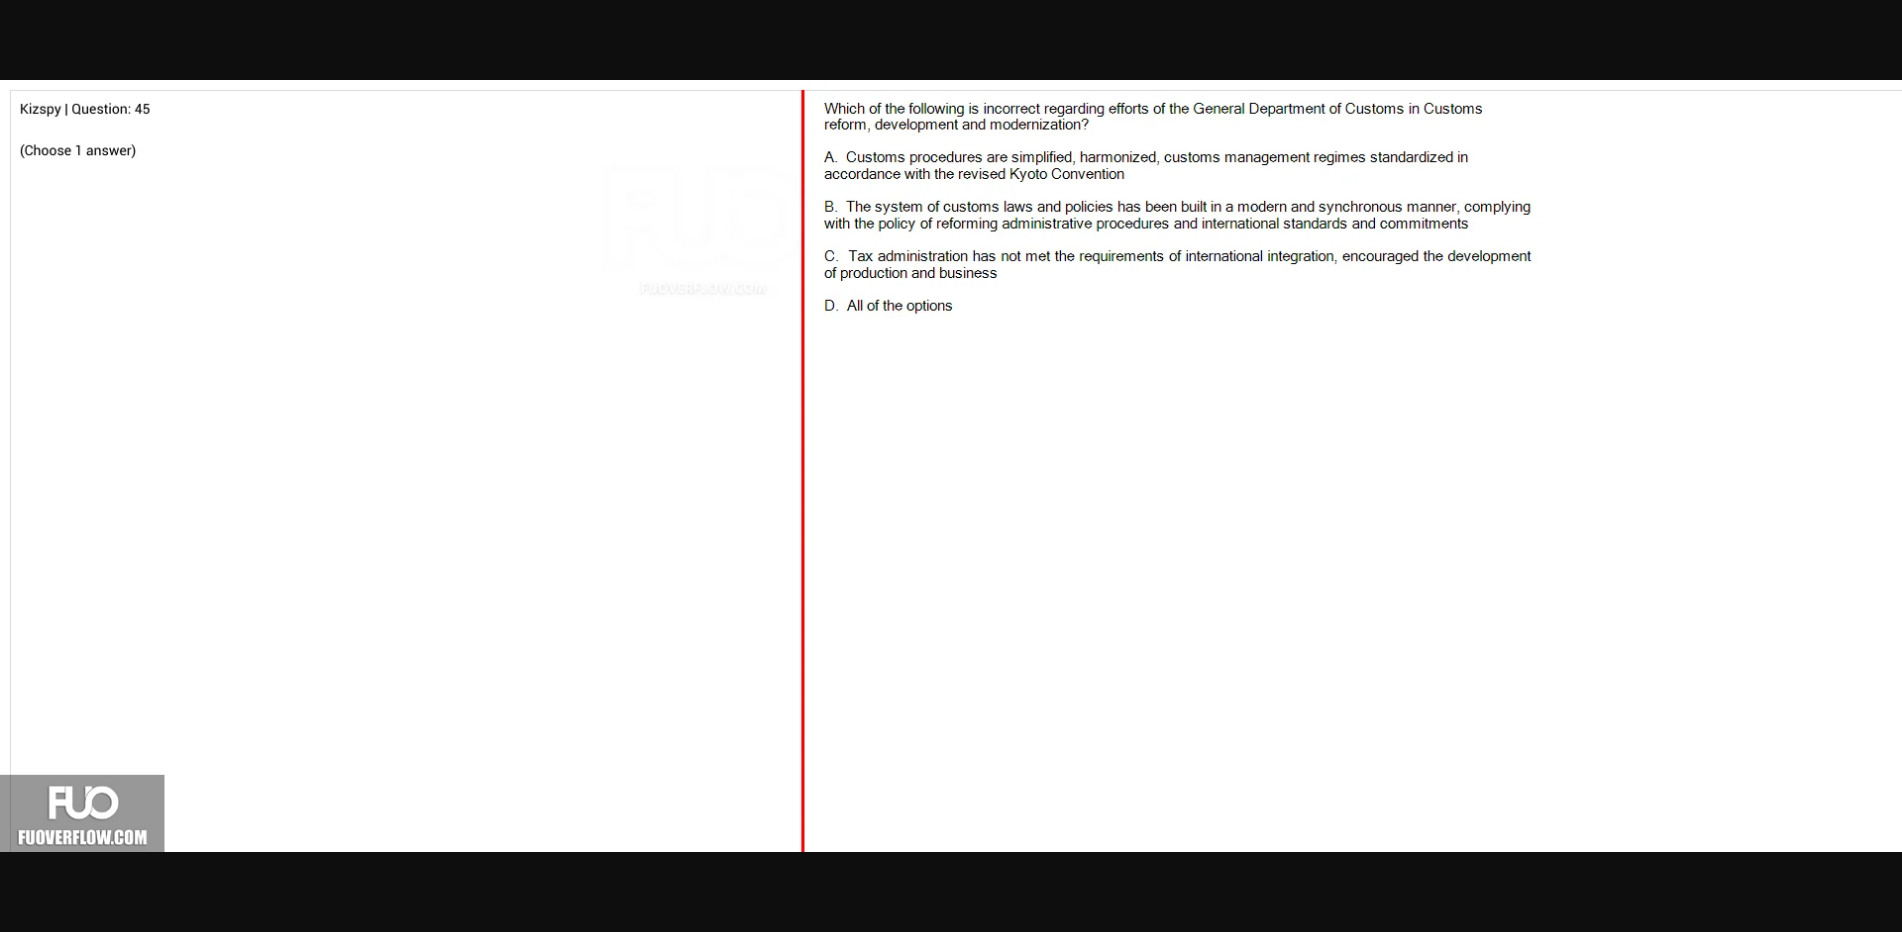 Kizspy | Question: 45
(Choose 1 answer)
FUO
FUOVERFLOW.COM
Which of the following is incorrect regarding efforts of the General Department of Customs in Customs
reform, development and modernization?
A. Customs procedures are simplified, harmonized, customs management regimes standardized in
accordance with the revised Kyoto Convention
B. The system of customs laws and policies has been built in a modern and synchronous manner, complying
with the policy of reforming administrative procedures and international standards and commitments
C. Tax administration has not met the requirements of international integration, encouraged the development
of production and business
D. All of the options
FUO
FUOVERFLOW.COM